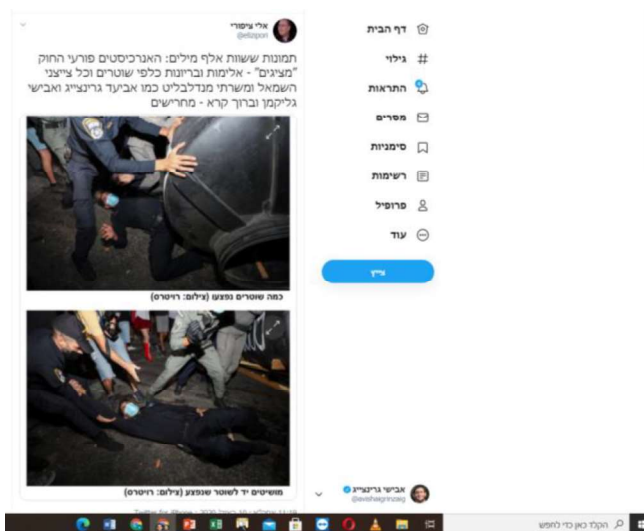 אלי ציפורי
@elizipori
תמונות ששוות אלף מילים: האנרכיסטים פורעי החוק
"מציגים" - אלימות ובריונות כלפי שוטרים וכל צייצני
השמאל ומשרתי מנדלבליט כמו אביעד גרינצייג ואבישי
גליקמן וברוך קרא - מחרישים
כמה שוטרים נפצעו (צילום: רויטרס)
מושיטים יד לשוטר שנפצע (צילום: רויטרס)
דף הבית
גילוי
התראות
מסרים
סימניות
רשימות
פרופיל
עוד
ציוץ
אבישי גרינצייג
@avishaigrinzaig
הקלד כאן כדי לחפש